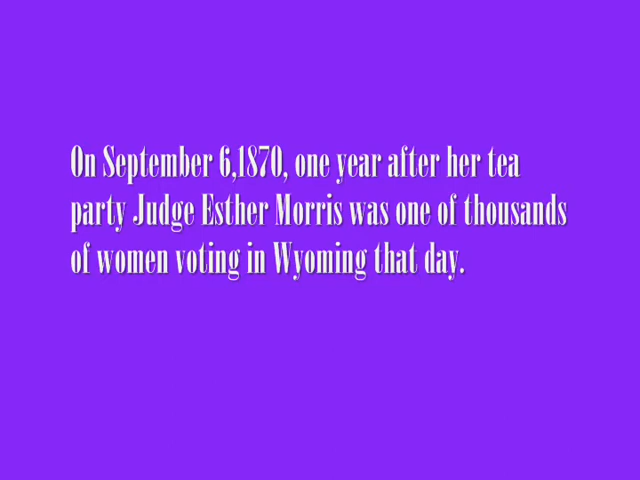 On September 6,1870, one year after her tea
party Judge Esther Morris was one of thousands
of women voting in Wyoming that day.